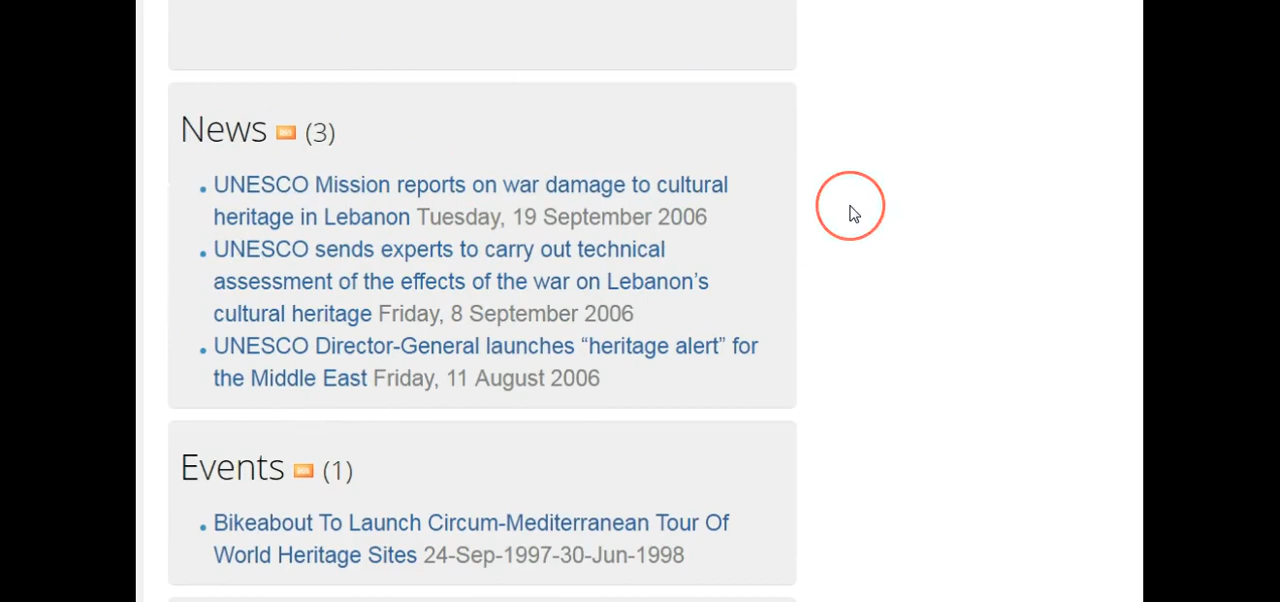 News (3)
UNESCO Mission reports on war damage to cultural
heritage in Lebanon Tuesday, 19 September 2006
UNESCO sends experts to carry out technical
assessment of the effects of the war on Lebanon’s
cultural heritage Friday, 8 September 2006
UNESCO Director-General launches “heritage alert” for
the Middle East Friday, 11 August 2006
Events (1)
Bikeabout To Launch Circum-Mediterranean Tour Of
World Heritage Sites 24-Sep-1997-30-Jun-1998